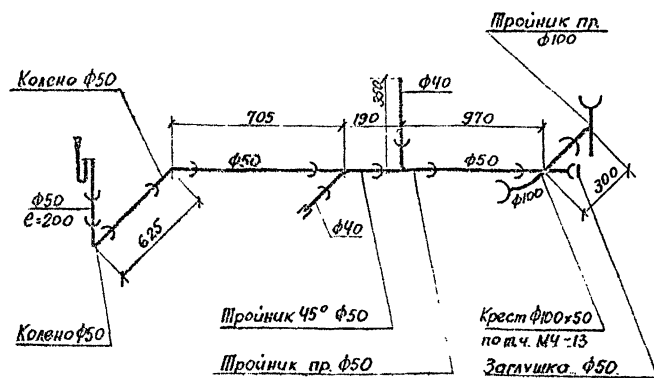 Тройник пр.
ф100
Колено ф50
350
ф40
705
190
970
ф50
ф50
ф50
ℓ=200
625
ф40
ф100
300
Колено ф50
Тройник 45° ф50
Тройник пр. ф50
Крест ф100х50
по т.ч. МЧ-13
Заглушка ф50